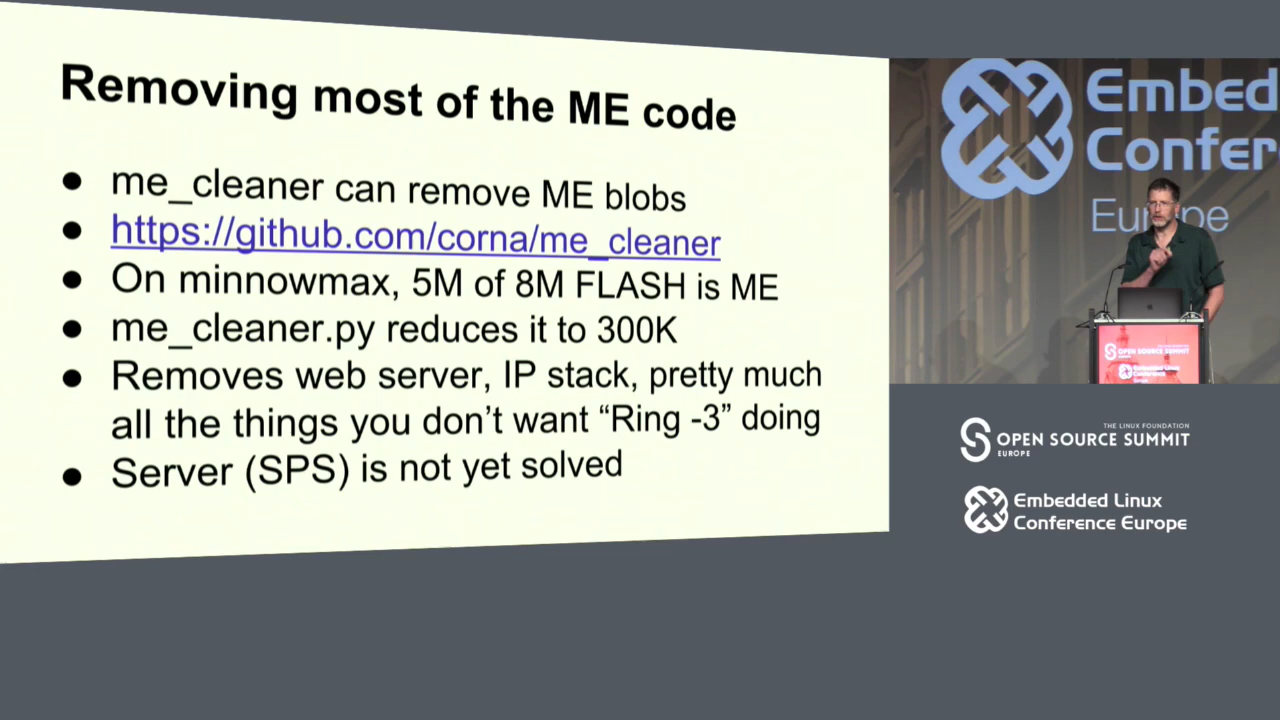 Removing most of the ME code
● me_cleaner can remove ME blobs
● https://github.com/corna/me_cleaner
● On minnowmax, 5M of 8M FLASH is ME
● me_cleaner.py reduces it to 300K
● Removes web server, IP stack, pretty much
all the things you don’t want “Ring -3” doing
● Server (SPS) is not yet solved
Embed
Confer
Europe
OPEN SOURCE SUMMIT
THE LINUX FOUNDATION
OPEN SOURCE SUMMIT
EUROPE
Embedded Linux
Conference Europe